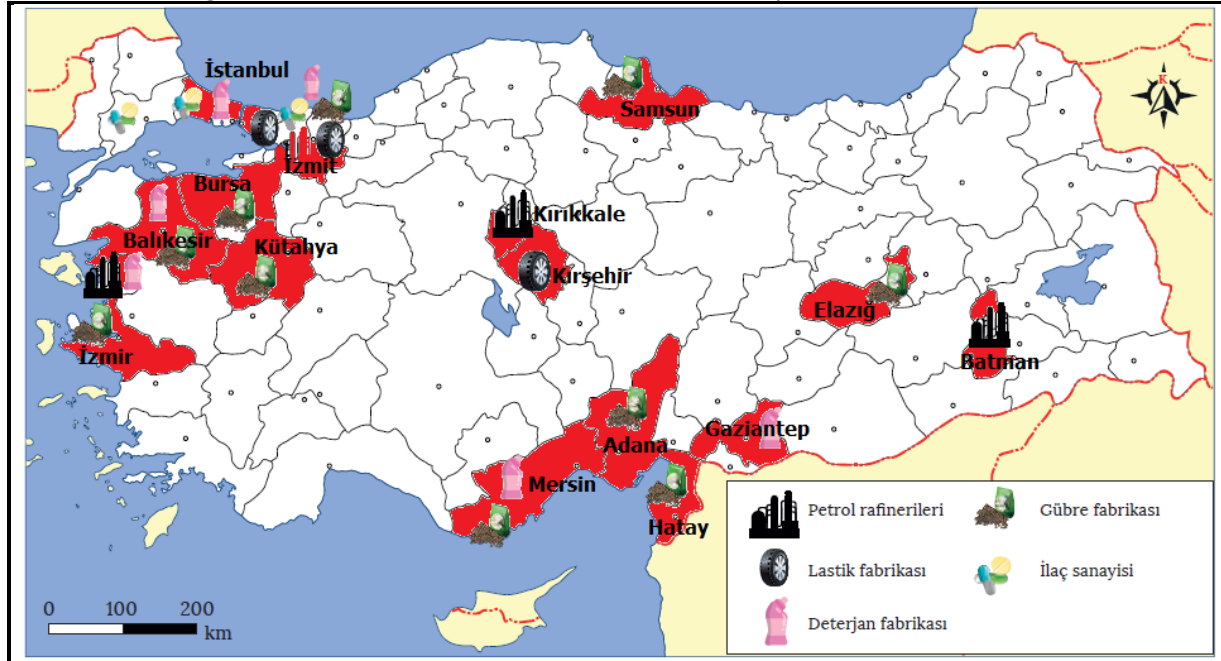 İstanbul
K
Samsun
İzmit
Bursa
Kırıkkale
Balıkesir
Kütahya
Kırşehir
Elazığ
İzmir
Batman
Gaziantep
Adana
Mersin
Hatay
Petrol rafinerileri
Gübre fabrikası
Lastik fabrikası
İlaç sanayisi
Deterjan fabrikası
0 100 200
km